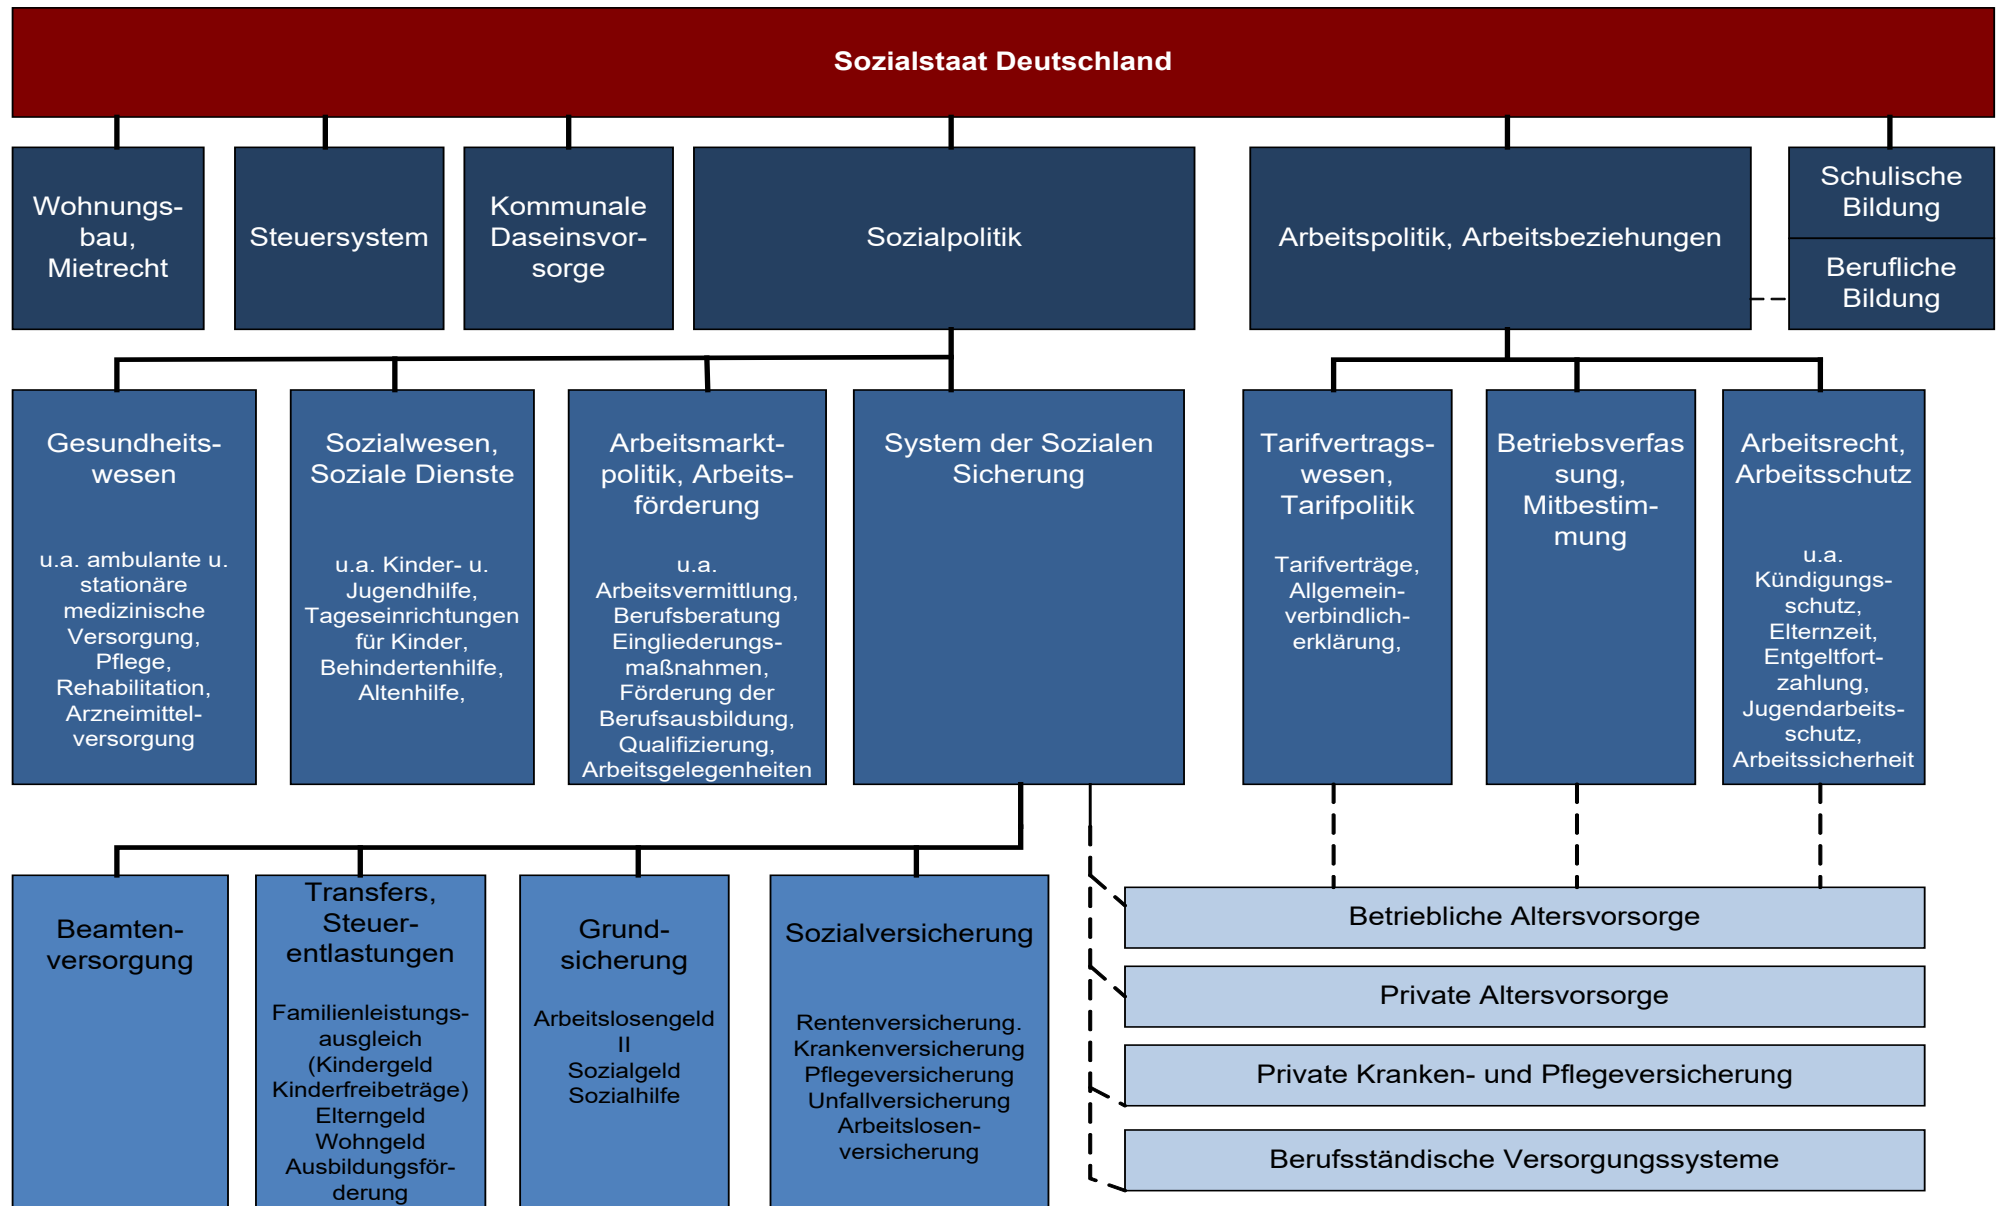 Sozialstaat Deutschland
Wohnungs-
bau,
Mietrecht
Steuersystem
Kommunale
Daseinsvor-
sorge
Sozialpolitik
Arbeitspolitik, Arbeitsbeziehungen
Schulische
Bildung
Berufliche
Bildung
Gesundheits-
wesen
u.a. ambulante u.
stationäre
medizinische
Versorgung,
Pflege,
Rehabilitation,
Arzneimittel-
versorgung
Sozialwesen,
Soziale Dienste
u.a. Kinder- u.
Jugendhilfe,
Tageseinrichtungen
für Kinder,
Behindertenhilfe,
Altenhilfe,
Arbeitsmarkt-
politik, Arbeits-
förderung
u.a.
Arbeitsvermittlung,
Berufsberatung
Eingliederungs-
maßnahmen,
Förderung der
Berufsausbildung,
Qualifizierung,
Arbeitsgelegenheiten
System der Sozialen
Sicherung
Tarifvertrags-
wesen,
Tarifpolitik
Tarifverträge,
Allgemein-
verbindlich-
erklärung,
Betriebsverfas
sung,
Mitbestim-
mung
Arbeitsrecht,
Arbeitsschutz
u.a.
Kündigungs-
schutz,
Elternzeit,
Entgeltfort-
zahlung,
Jugendarbeits-
schutz,
Arbeitssicherheit
Beamten-
versorgung
Transfers,
Steuer-
entlastungen
Familienleistungs-
ausgleich
(Kindergeld
Kinderfreibeträge)
Elterngeld
Wohngeld
Ausbildungsför-
derung
Grund-
sicherung
Arbeitslosengeld
II
Sozialgeld
Sozialhilfe
Sozialversicherung
Rentenversicherung.
Krankenversicherung
Pflegeversicherung
Unfallversicherung
Arbeitslosen-
versicherung
Betriebliche Altersvorsorge
Private Altersvorsorge
Private Kranken- und Pflegeversicherung
Berufsständische Versorgungssysteme